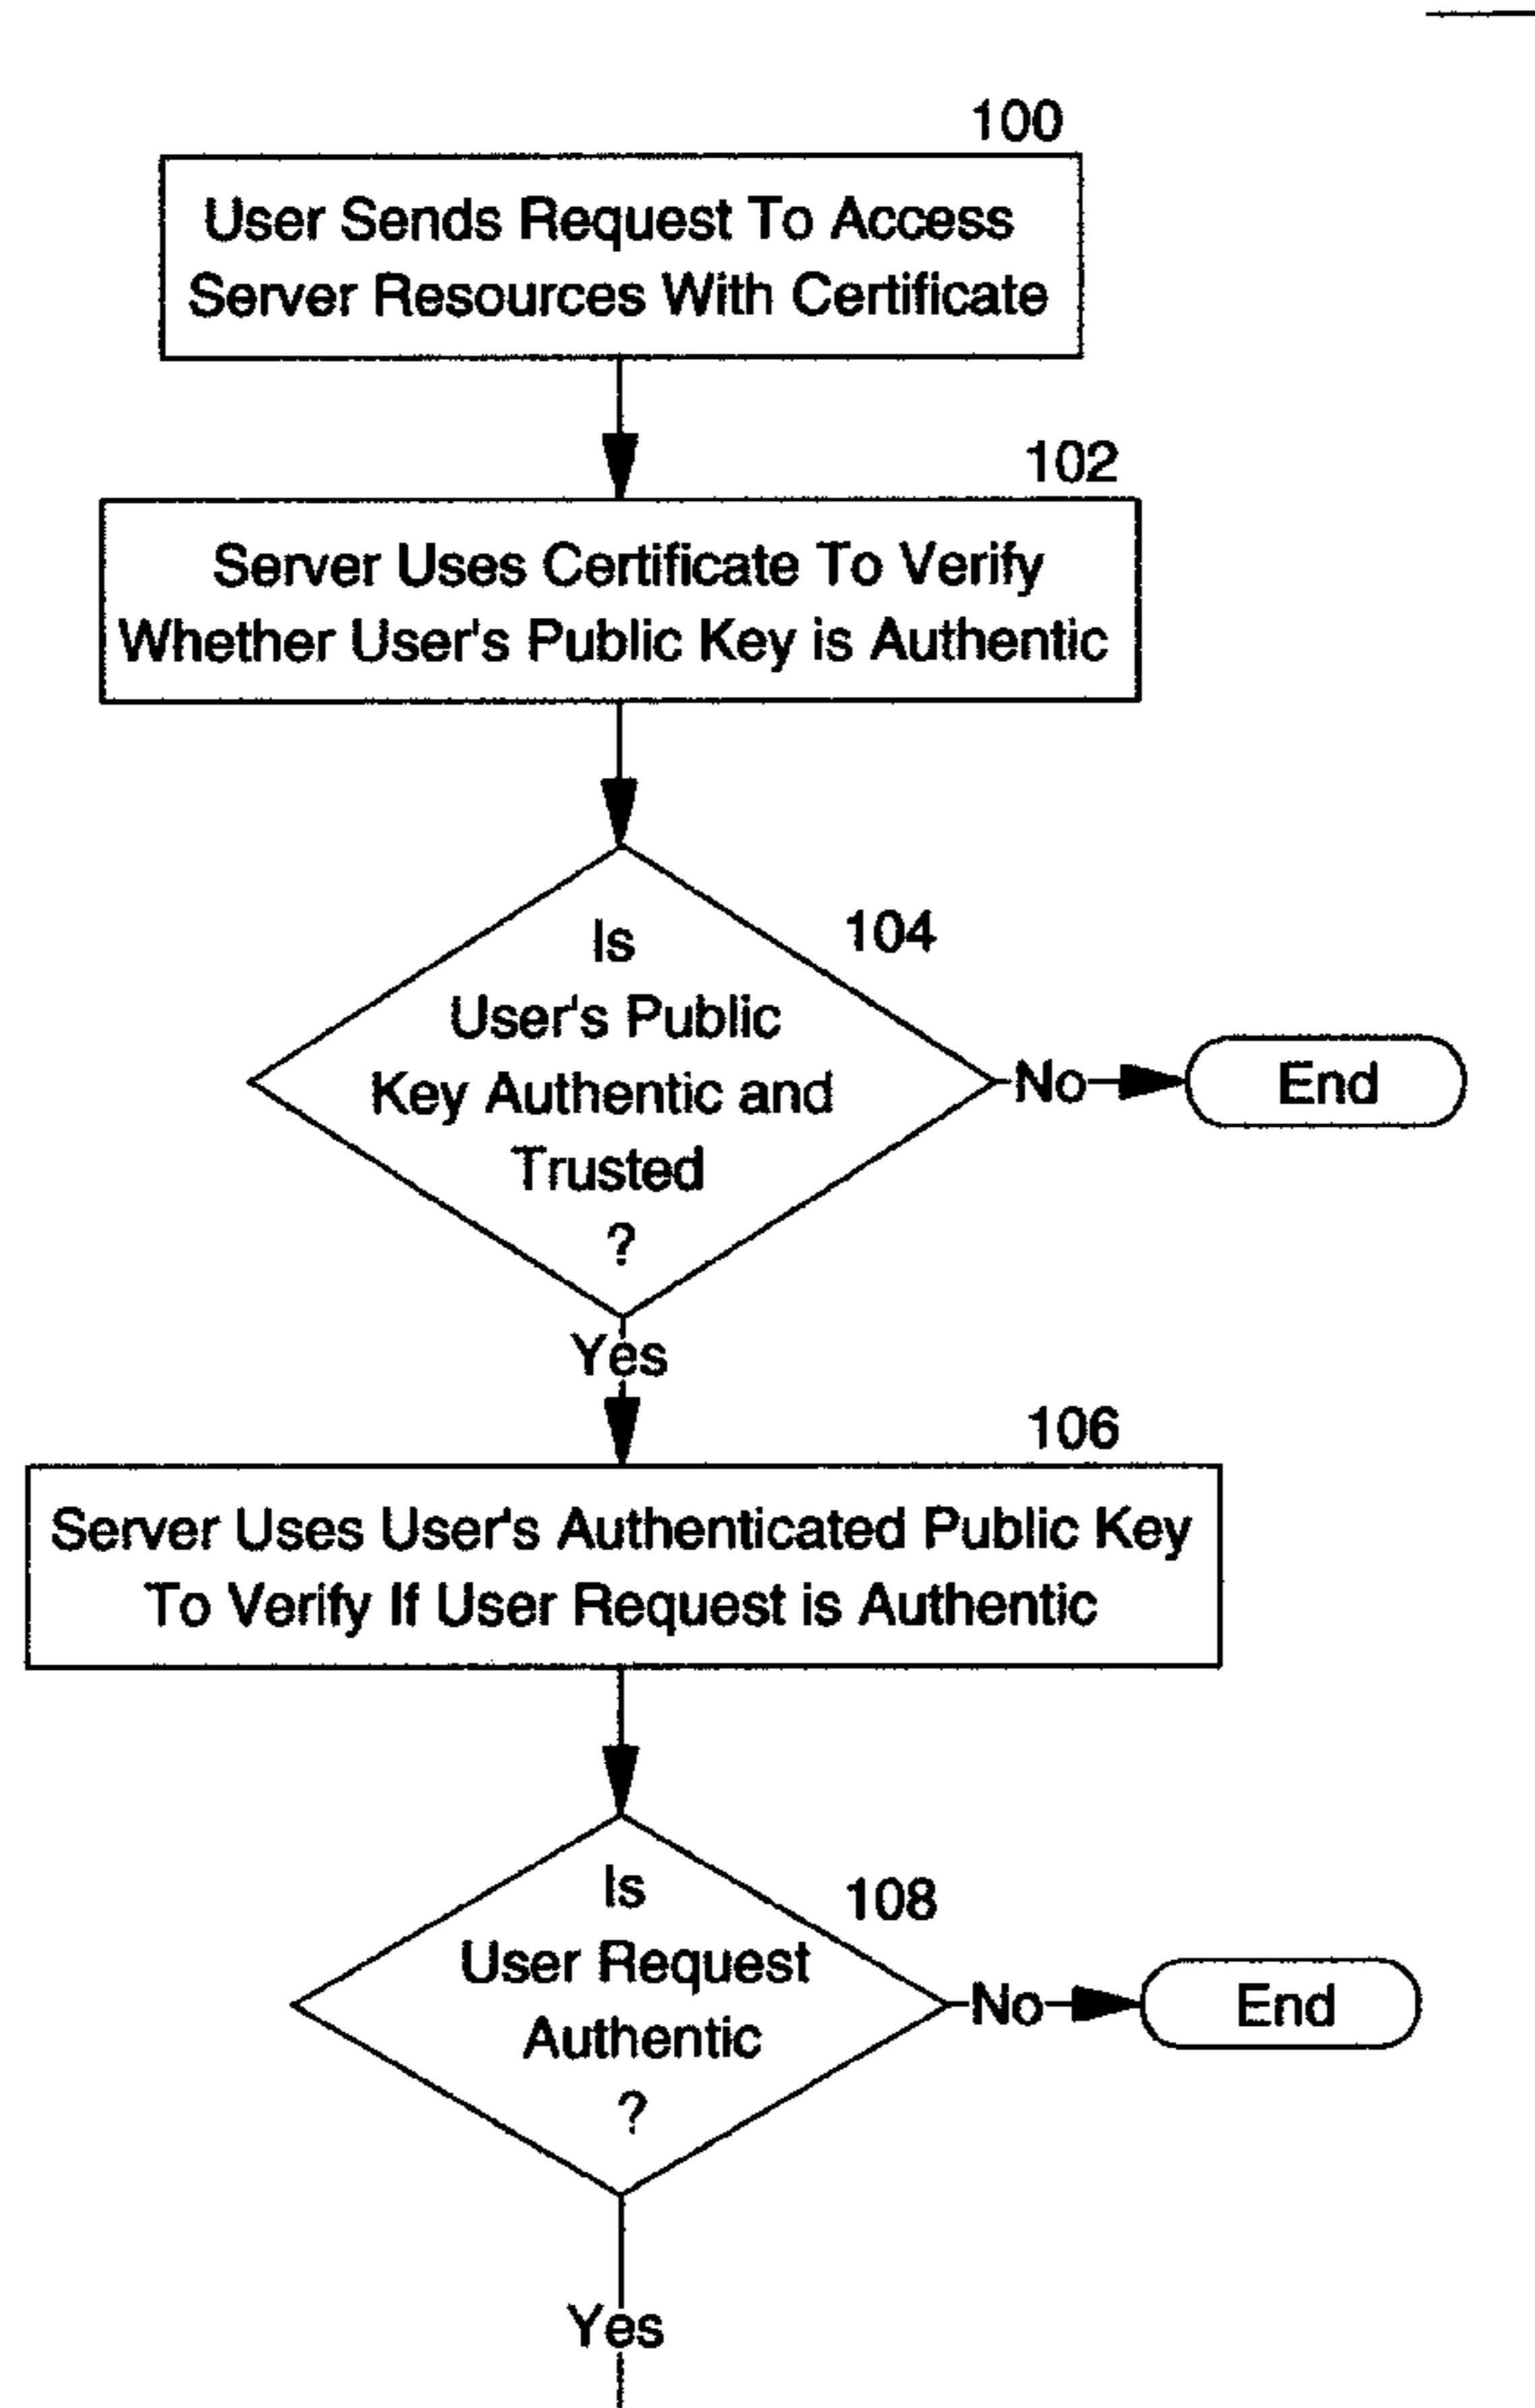 100
User Sends Request To Access
Server Resources With Certificate
102
Server Uses Certificate To Verify
Whether User's Public Key is Authentic
104
Is
User's Public
Key Authentic and
Trusted
?
No
End
Yes
106
Server Uses User's Authenticated Public Key
To Verify If User Request is Authentic
108
Is
User Request
Authentic
?
No
End
Yes